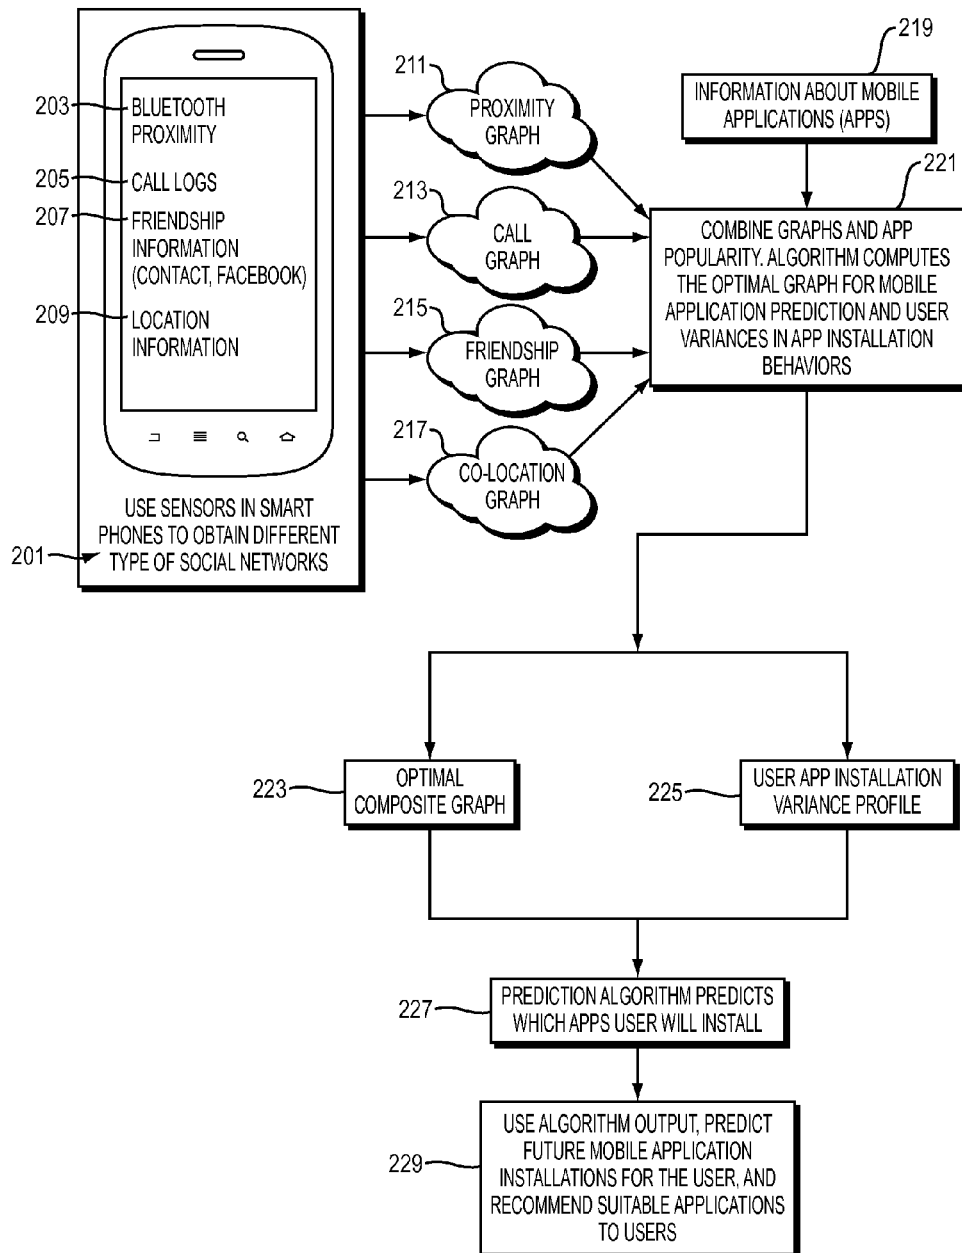 203
BLUETOOTH
PROXIMITY
205
CALL LOGS
207
FRIENDSHIP
INFORMATION
(CONTACT, FACEBOOK)
209
LOCATION
INFORMATION
USE SENSORS IN SMART
PHONES TO OBTAIN DIFFERENT
TYPE OF SOCIAL NETWORKS
201
211
PROXIMITY
GRAPH
213
CALL
GRAPH
215
FRIENDSHIP
GRAPH
217
CO-LOCATION
GRAPH
219
INFORMATION ABOUT MOBILE
APPLICATIONS (APPS)
221
COMBINE GRAPHS AND APP
POPULARITY. ALGORITHM COMPUTES
THE OPTIMAL GRAPH FOR MOBILE
APPLICATION PREDICTION AND USER
VARIANCES IN APP INSTALLATION
BEHAVIORS
223
OPTIMAL
COMPOSITE GRAPH
225
USER APP INSTALLATION
VARIANCE PROFILE
227
PREDICTION ALGORITHM PREDICTS
WHICH APPS USER WILL INSTALL
229
USE ALGORITHM OUTPUT, PREDICT
FUTURE MOBILE APPLICATION
INSTALLATIONS FOR THE USER, AND
RECOMMEND SUITABLE APPLICATIONS
TO USERS